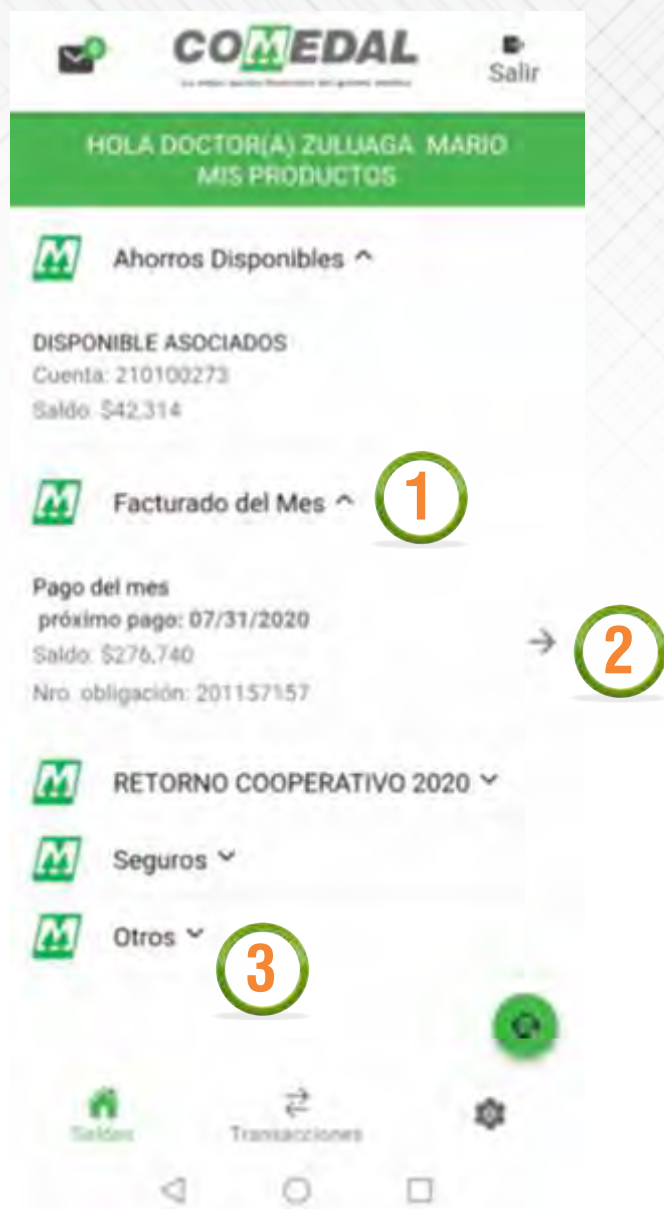 COMEDAL
Salir
HOLA DOCTOR(A) ZULUAGA MARIO
MIS PRODUCTOS
Ahorros Disponibles
DISPONIBLE ASOCIADOS
Cuenta: 210100273
Saldo: $42,314
Facturado del Mes
1
Pago del mes
próximo pago: 07/31/2020
Saldo: $276,740
2
Nro. obligación: 201157157
RETORNO COOPERATIVO 2020
Seguros
Otros
3
Saldos
Transacciones